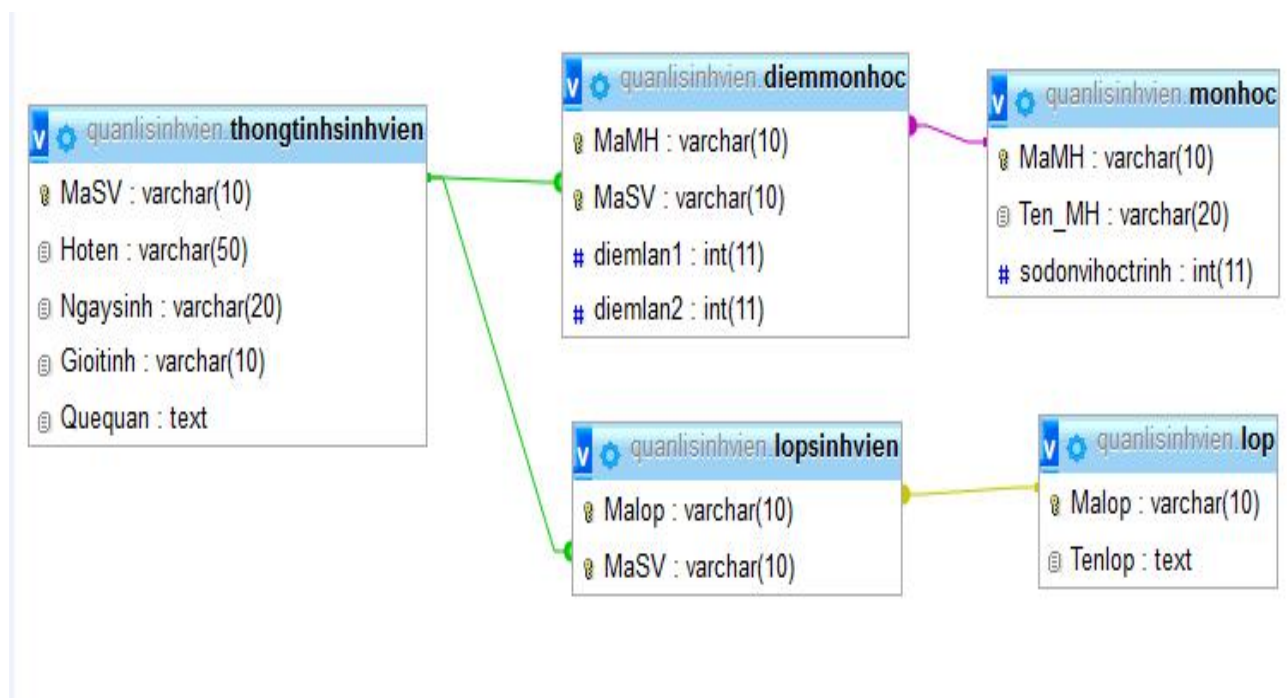 v quanlisinhvien.thongtinhsinhvien
MaSV : varchar(10)
Hoten : varchar(50)
Ngaysinh : varchar(20)
Gioitinh : varchar(10)
Quequan : text
v quanlisinhvien.diemmonhoc
MaMH : varchar(10)
MaSV : varchar(10)
# diemlan1 : int(11)
# diemlan2 : int(11)
v quanlisinhvien.monhoc
MaMH : varchar(10)
Ten_MH : varchar(20)
# sodonvihoctrinh : int(11)
v quanlisinhvien.lopsinhvien
Malop : varchar(10)
MaSV : varchar(10)
v quanlisinhvien.lop
Malop : varchar(10)
Tenlop : text